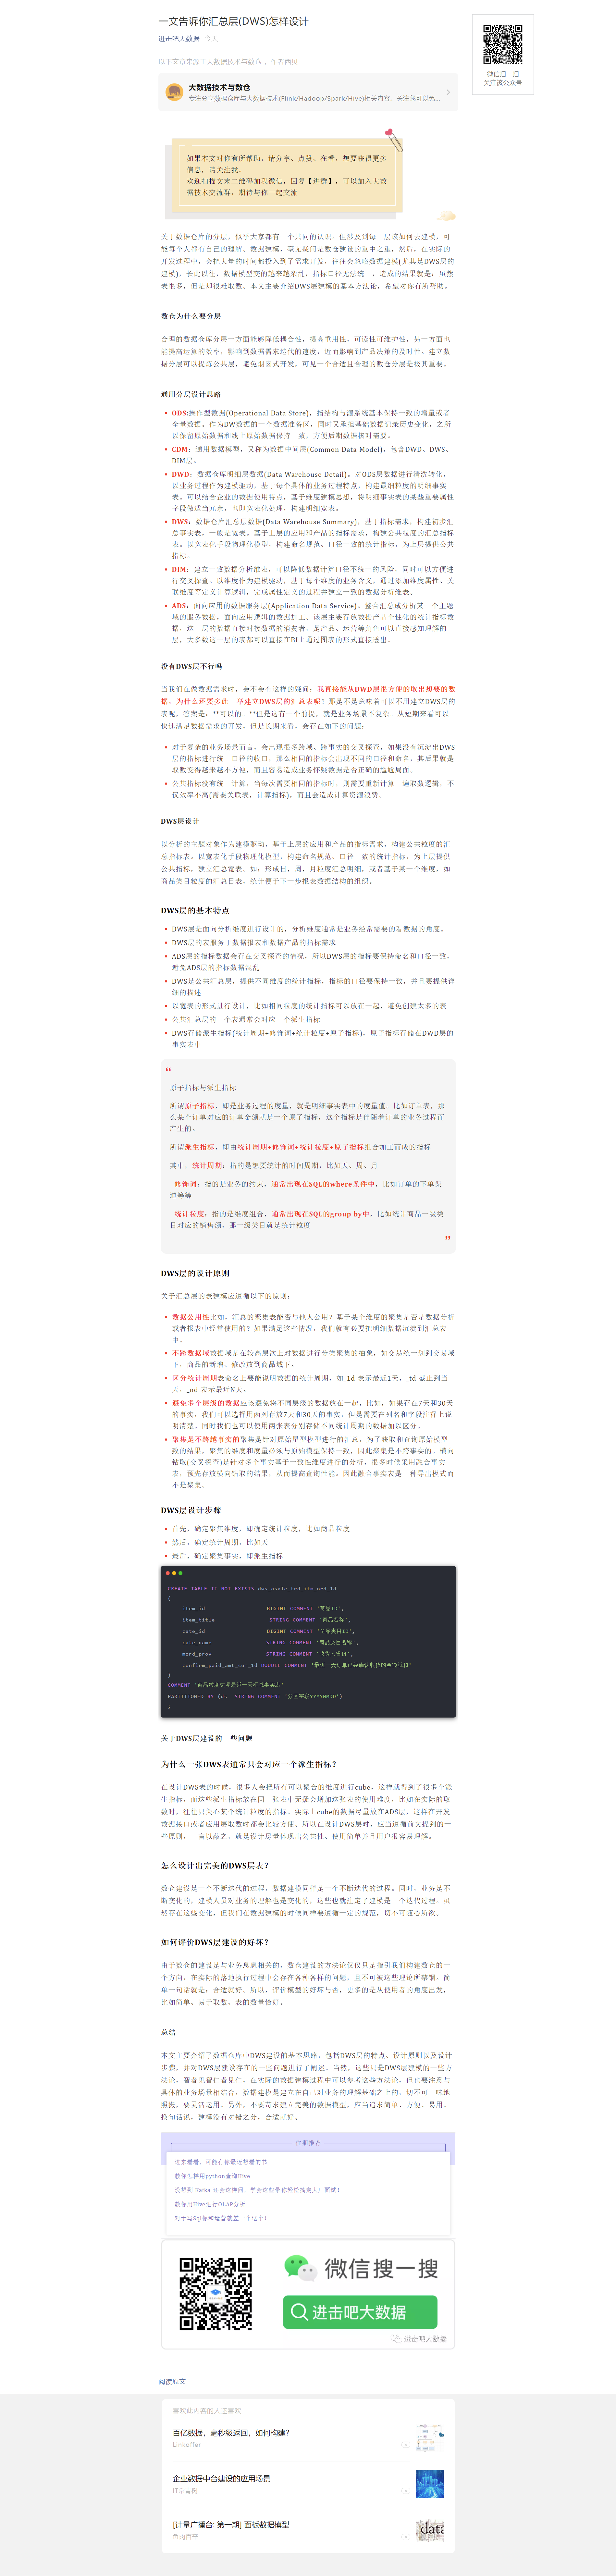 一文告诉你汇总层(DWS)怎样设计
进击吧大数据 今天
微信扫一扫
关注该公众号
以下文章来源于大数据技术与数仓，作者西贝
大数据技术与数仓
专注分享数据仓库与大数据技术(Flink/Hadoop/Spark/Hive)相关内容、关注我可以免...
如果本文对你有所帮助，请分享、点赞、在看，想要获得更多
信息，请关注我。
欢迎扫描文末二维码加我微信，回复【进群】，可以加入大数
据技术交流群，期待与你一起交流
关于数据仓库的分层，似乎大家都有一个共同的认识。但涉及到每一层该如何去建模，可
能每个人都有自己的理解。数据建模，毫无疑问是数仓建设的重中之重，然后，在实际的
开发过程中，会把大量的时间都投入到了需求开发，往往会忽略数据建模(尤其是DWS层的
建模)，长此以往，数据模型变的越来越杂乱，指标口径无法统一，造成的结果就是：虽然
表很多，但是却很难取数。本文主要介绍DWS层建模的基本方法论，希望对你有所帮助。
数仓为什么要分层
合理的数据仓库分层一方面能够降低耦合性，提高重用性，可读性可维护性，另一方面也
能提高运算的效率，影响到数据需求迭代的速度，近而影响到产品决策的及时性。建立数
据分层可以提炼公共层，避免烟囱式开发，可见一个合适且合理的数仓分层是极其重要。
通用分层设计思路
• ODS:操作型数据(Operational Data Store)，指结构与源系统基本保持一致的增量或者
全量数据。作为DW数据的一个数据准备区，同时又承担基础数据记录历史变化，之所
以保留原始数据和线上原始数据保持一致，方便后期数据核对需要。
• CDM：通用数据模型，又称为数据中间层(Common Data Model)，包含DWD、DWS、
DIM层。
• DWD：数据仓库明细层数据(Data Warehouse Detail)。对ODS层数据进行清洗转化，
以业务过程作为建模驱动，基于每个具体的业务过程特点，构建最细粒度的明细事实
表。可以结合企业的数据使用特点，基于维度建模思想，将明细事实表的某些重要属性
字段做适当冗余，也即宽表化处理，构建明细宽表。
• DWS：数据仓库汇总层数据(Data Warehouse Summary)，基于指标需求，构建初步汇
总事实表，一般是宽表。基于上层的应用和产品的指标需求，构建公共粒度的汇总指标
表。以宽表化手段物理化模型，构建命名规范、口径一致的统计指标，为上层提供公共
指标。
• DIM：建立一致数据分析维表，可以降低数据计算口径不统一的风险，同时可以方便进
行交叉探查。以维度作为建模驱动，基于每个维度的业务含义，通过添加维度属性、关
联维度等定义计算逻辑，完成属性定义的过程并建立一致的数据分析维表。
• ADS：面向应用的数据服务层(Application Data Service)。整合汇总成分析某一个主题
域的服务数据，面向应用逻辑的数据加工。该层主要存放数据产品个性化的统计指标数
据，这一层的数据直接对接数据的消费者，是产品、运营等角色可以直接感知理解的一
层，大多数这一层的表都可以直接在BI上通过图表的形式直接透出。
没有DWS层不行吗
当我们在做数据需求时，会不会有这样的疑问：我直接能从DWD层很方便的取出想要的数
据，为什么还要多此一举建立DWS层的汇总表呢？那是不是意味着可以不用建立DWS层的
表呢，答案是：**可以的。**但是这有一个前提，就是业务场景不复杂。从短期来看可以
快速满足数据需求的开发，但是长期来看，会存在如下的问题：
• 对于复杂的业务场景而言，会出现很多跨域、跨事实的交叉探查，如果没有沉淀出DWS
层的指标进行统一口径的收口，那么相同的指标会出现不同的口径和命名，其后果就是
取数变得越来越不方便，而且容易造成业务怀疑数据是否正确的尴尬局面。
• 公共指标没有统一计算，当每次需要相同的指标时，则需要重新计算一遍取数逻辑，不
仅效率不高(需要关联表，计算指标)，而且会造成计算资源浪费。
DWS层设计
以分析的主题对象作为建模驱动，基于上层的应用和产品的指标需求，构建公共粒度的汇
总指标表，以宽表化手段物理化模型，构建命名规范、口径一致的统计指标，为上层提供
公共指标，建立汇总宽表。如：形成日，周，月粒度汇总明细，或者基于某一个维度，如
商品类目粒度的汇总日表，统计便于下一步报表数据结构的组织。
DWS层的基本特点
• DWS层是面向分析维度进行设计的，分析维度通常是业务经常需要的看数据的角度。
• DWS层的表服务于数据报表和数据产品的指标需求
• ADS层的指标数据会存在交叉探查的情况，所以DWS层的指标要保持命名和口径一致，
避免ADS层的指标数据混乱
• DWS是公共汇总层，提供不同维度的统计指标，指标的口径要保持一致，并且要提供详
细的描述
• 以宽表的形式进行设计，比如相同粒度的统计指标可以放在一起，避免创建太多的表
• 公共汇总层的一个表通常会对应一个派生指标
• DWS存储派生指标(统计周期+修饰词+统计粒度+原子指标)，原子指标存储在DWD层的
事实表中
“
原子指标与派生指标
所谓原子指标，即是业务过程的度量，就是明细事实表中的度量值。比如订单表，那
么某个订单对应的订单金额就是一个原子指标，这个指标是伴随着订单的业务过程而
产生的。
所谓派生指标，即由统计周期+修饰词+统计粒度+原子指标组合加工而成的指标
其中，统计周期：指的是想要统计的时间周期，比如天、周、月
修饰词：指的是业务的约束，通常出现在SQL的where条件中，比如订单的下单渠
道等等
统计粒度：指的是维度组合，通常出现在SQL的group by中，比如统计商品一级类
目对应的销售额，那一级类目就是统计粒度
”
DWS层的设计原则
关于汇总层的表建模应遵循以下的原则：
• 数据公用性比如，汇总的聚集表能否与他人公用？基于某个维度的聚集是否是数据分析
或者报表中经常使用的？如果满足这些情况，我们就有必要把明细数据沉淀到汇总表
中。
• 不跨数据域数据域是在较高层次上对数据进行分类聚集的抽象，如交易统一划到交易域
下，商品的新增、修改放到商品域下。
• 区分统计周期表命名上要能说明数据的统计周期，如_1d 表示最近1天，_td 截止到当
天，_nd 表示最近N天。
• 避免多个层级的数据应该避免将不同层级的数据放在一起，比如，如果存在7天和30天
的事实，我们可以选择用两列存放7天和30天的事实，但是需要在列名和字段注释上说
明清楚。同时我们也可以使用两张表分别存储不同统计周期的数据加以区分。
• 聚集是不跨越事实的聚集是针对原始星型模型进行的汇总，为了获取和查询原始模型一
致的结果，聚集的维度和度量必须与原始模型保持一致，因此聚集是不跨事实的。横向
钻取(交叉探查)是针对多个事实基于一致性维度进行的分析，很多时候采用融合事实
表，预先存放横向钻取的结果，从而提高查询性能。因此融合事实表是一种导出模式而
不是聚集。
DWS层设计步骤
• 首先，确定聚集维度，即确定统计粒度，比如商品粒度
• 然后，确定统计周期，比如天
• 最后，确定聚集事实，即派生指标
CREATE TABLE IF NOT EXISTS dws_asale_trd_itm_ord_1d
(
item_id BIGINT COMMENT '商品ID',
item_title STRING COMMENT '商品名称',
cate_id BIGINT COMMENT '商品类目ID',
cate_name STRING COMMENT '商品类目名称',
mord_prov STRING COMMENT '收货人省份',
confirm_paid_amt_sum_1d DOUBLE COMMENT '最近一天订单已经确认收货的金额总和'
)
COMMENT '商品粒度交易最近一天汇总事实表'
PARTITIONED BY (ds STRING COMMENT '分区字段YYYYMMDD')
;
关于DWS层建设的一些问题
为什么一张DWS表通常只会对应一个派生指标？
在设计DWS表的时候，很多人会把所有可以聚合的维度进行cube，这样就得到了很多个派
生指标，而这些派生指标放在同一张表中无疑会增加这张表的使用难度，比如在实际的取
数时，往往只关心某个统计粒度的指标。实际上cube的数据尽量放在ADS层，这样在开发
数据接口或者应用层取数时都会比较方便。所以在设计DWS层时，应当遵循前文提到的一
些原则，一言以蔽之，就是设计尽量体现出公共性、使用简单并且用户很容易理解。
怎么设计出完美的DWS层表？
数仓建设是一个不断迭代的过程，数据建模同样是一个不断迭代的过程。同时，业务是不
断变化的，建模人员对业务的理解也是变化的，这些也就注定了建模是一个迭代过程。虽
然存在这些变化，但我们在数据建模的时候同样要遵循一定的规范，切不可随心所欲。
如何评价DWS层建设的好坏？
由于数仓的建设是与业务息息相关的，数仓建设的方法论仅仅只是指引我们构建数仓的一
个方向，在实际的落地执行过程中会存在各种各样的问题，且不可被这些理论所禁锢。简
单一句话就是：合适就好。所以，评价模型的好坏与否，更多的是从使用者的角度出发，
比如简单、易于取数、表的数量恰好。
总结
本文主要介绍了数据仓库中DWS建设的基本思路，包括DWS层的特点、设计原则以及设计
步骤，并对DWS层建设存在的一些问题进行了阐述。当然，这些只是DWS层建模的一些方
法论，智者见智仁者见仁，在实际的数据建模过程中可以参考这些方法论，但也要注意与
具体的业务场景相结合，数据建模是建立在自己对业务的理解基础之上的，切不可一味地
照搬，要灵活运用。另外，不要苛求建立完美的数据模型，应当追求简单、方便、易用。
换句话说，建模没有对错之分，合适就好。
往期推荐
进来看看，可能有你最近想看的书
教你怎样用python查询Hive
没想到 Kafka 还会这样问，学会这些带你轻松搞定大厂面试！
教你用Hive进行OLAP分析
对于写Sql你和运营就差一个这个！
微信搜一搜
进击吧大数据
进击吧大数据
阅读原文
喜欢此内容的人还喜欢
百亿数据，毫秒级返回，如何构建？
Linkoffer
企业数据中台建设的应用场景
IT常青树
[计量广播台: 第一期] 面板数据模型
data